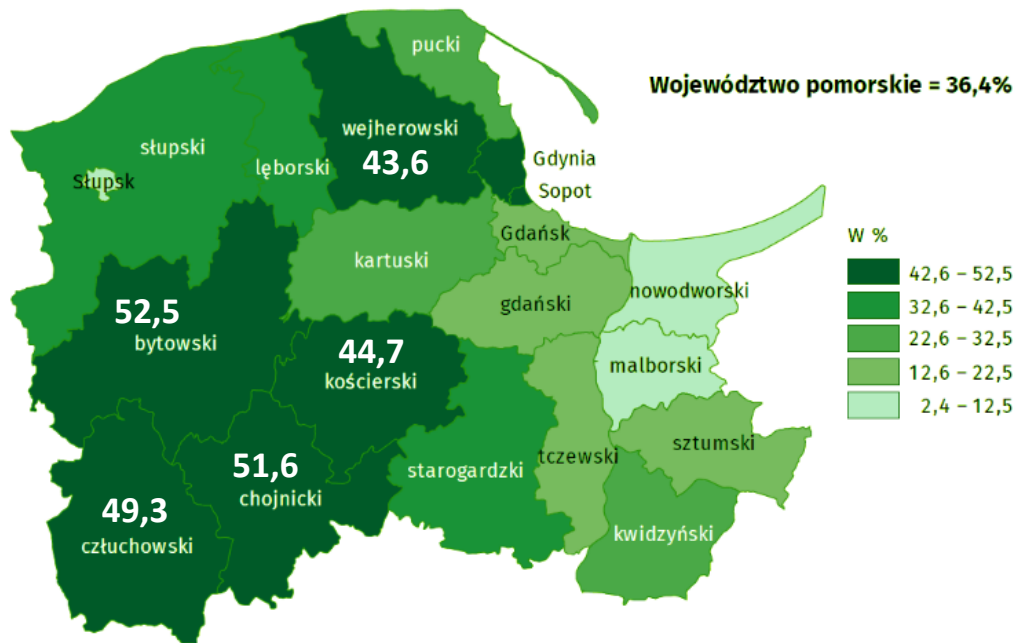 pucki
Województwo pomorskie = 36,4%
wejherowski
43,6
słupski
lęborski
Słupsk
Gdynia
Sopot
Gdańsk
kartuski
gdański
nowodworski
W %
42,6 – 52,5
32,6 – 42,5
22,6 – 32,5
12,6 – 22,5
2,4 – 12,5
52,5
bytowski
44,7
kościerski
malborski
sztumski
tczewski
starogardzki
51,6
chojnicki
49,3
człuchowski
kwidzyński